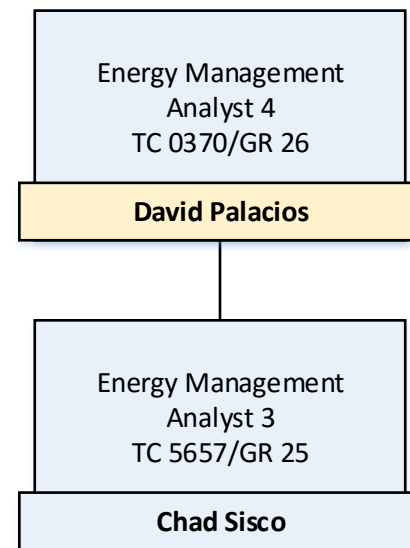 Energy Management
Analyst 4
TC 0370/GR 26
David Palacios
Energy Management
Analyst 3
TC 5657/GR 25
Chad Sisco